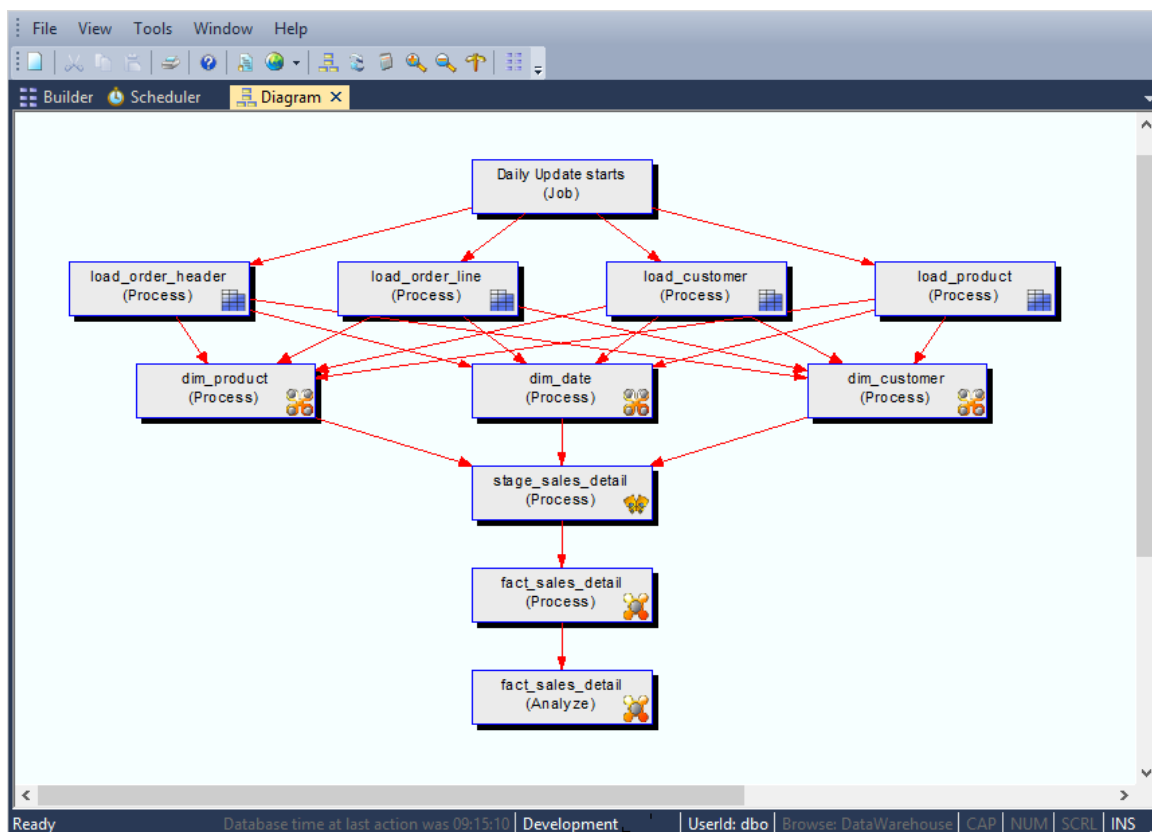 File View Tools Window Help
Builder Scheduler Diagram
Daily Update starts
(Job)
load_order_header
(Process)
load_order_line
(Process)
load_customer
(Process)
load_product
(Process)
dim_product
(Process)
dim_date
(Process)
dim_customer
(Process)
stage_sales_detail
(Process)
fact_sales_detail
(Process)
fact_sales_detail
(Analyze)
Ready Database time at last action was 09:15:10 Development UserId: dbo Browse: DataWarehouse CAP NUM SCRL INS